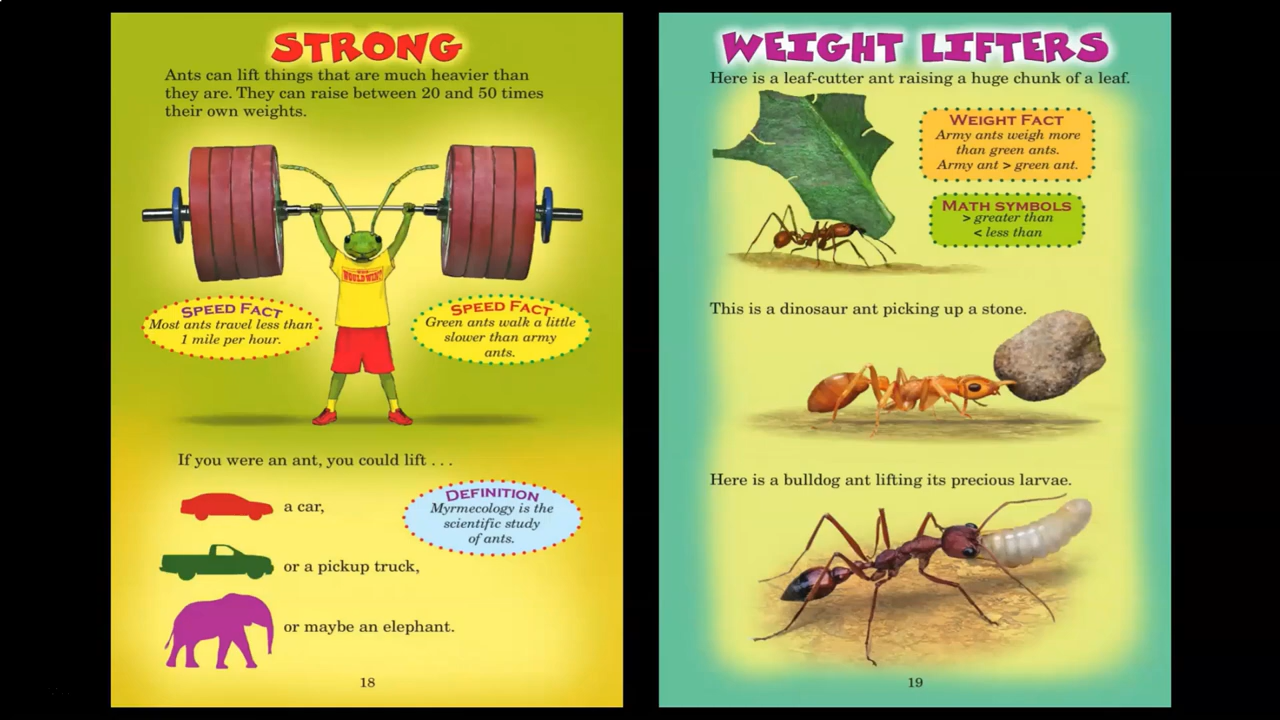 STRONG
Ants can lift things that are much heavier than
they are. They can raise between 20 and 50 times
their own weights.
WOULD WIN?
SPEED FACT
Most ants travel less than
1 mile per hour.
SPEED FACT
Green ants walk a little
slower than army
ants.
If you were an ant, you could lift . . .
a car,
DEFINITION
Myrmecology is the
scientific study
of ants.
or a pickup truck,
or maybe an elephant.
18
WEIGHT LIFTERS
Here is a leaf-cutter ant raising a huge chunk of a leaf.
WEIGHT FACT
Army ants weigh more
than green ants.
Army ant > green ant.
MATH SYMBOLS
> greater than
< less than
This is a dinosaur ant picking up a stone.
Here is a bulldog ant lifting its precious larvae.
19